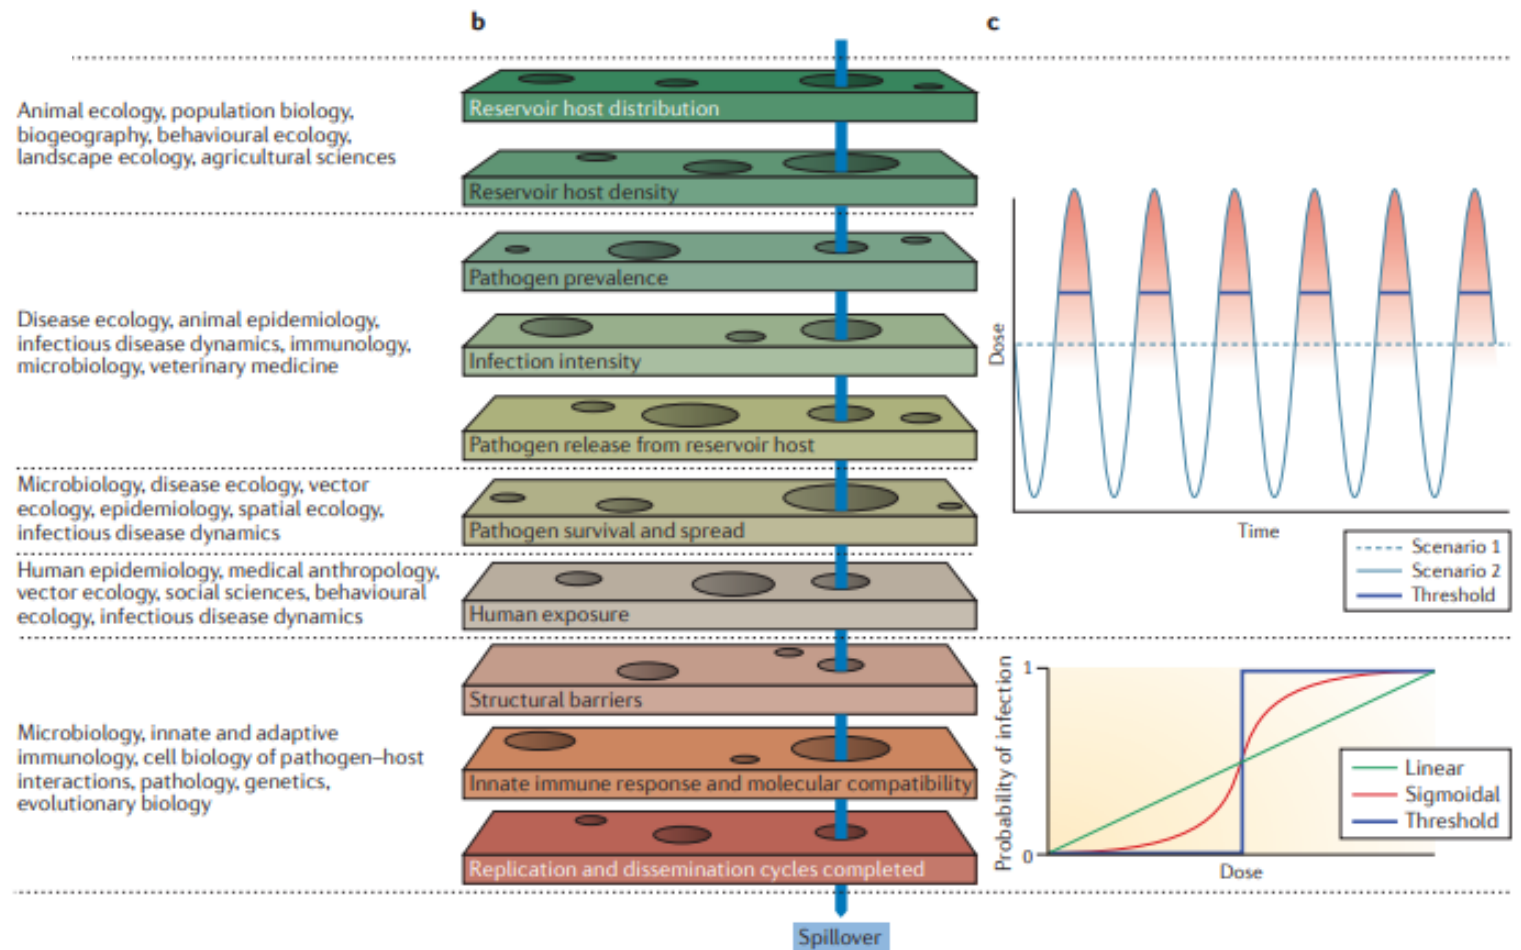 b
c
Animal ecology, population biology,
biogeography, behavioural ecology,
landscape ecology, agricultural sciences
Reservoir host distribution
Reservoir host density
Disease ecology, animal epidemiology,
infectious disease dynamics, immunology,
microbiology, veterinary medicine
Pathogen prevalence
Infection intensity
Pathogen release from reservoir host
Microbiology, disease ecology, vector
ecology, epidemiology, spatial ecology,
infectious disease dynamics
Pathogen survival and spread
Human epidemiology, medical anthropology,
vector ecology, social sciences, behavioural
ecology, infectious disease dynamics
Human exposure
Microbiology, innate and adaptive
immunology, cell biology of pathogen–host
interactions, pathology, genetics,
evolutionary biology
Structural barriers
Innate immune response and molecular compatibility
Replication and dissemination cycles completed
Spillover
Dose
Time
Scenario 1
Scenario 2
Threshold
Probability of infection
1
0
Dose
Linear
Sigmoidal
Threshold